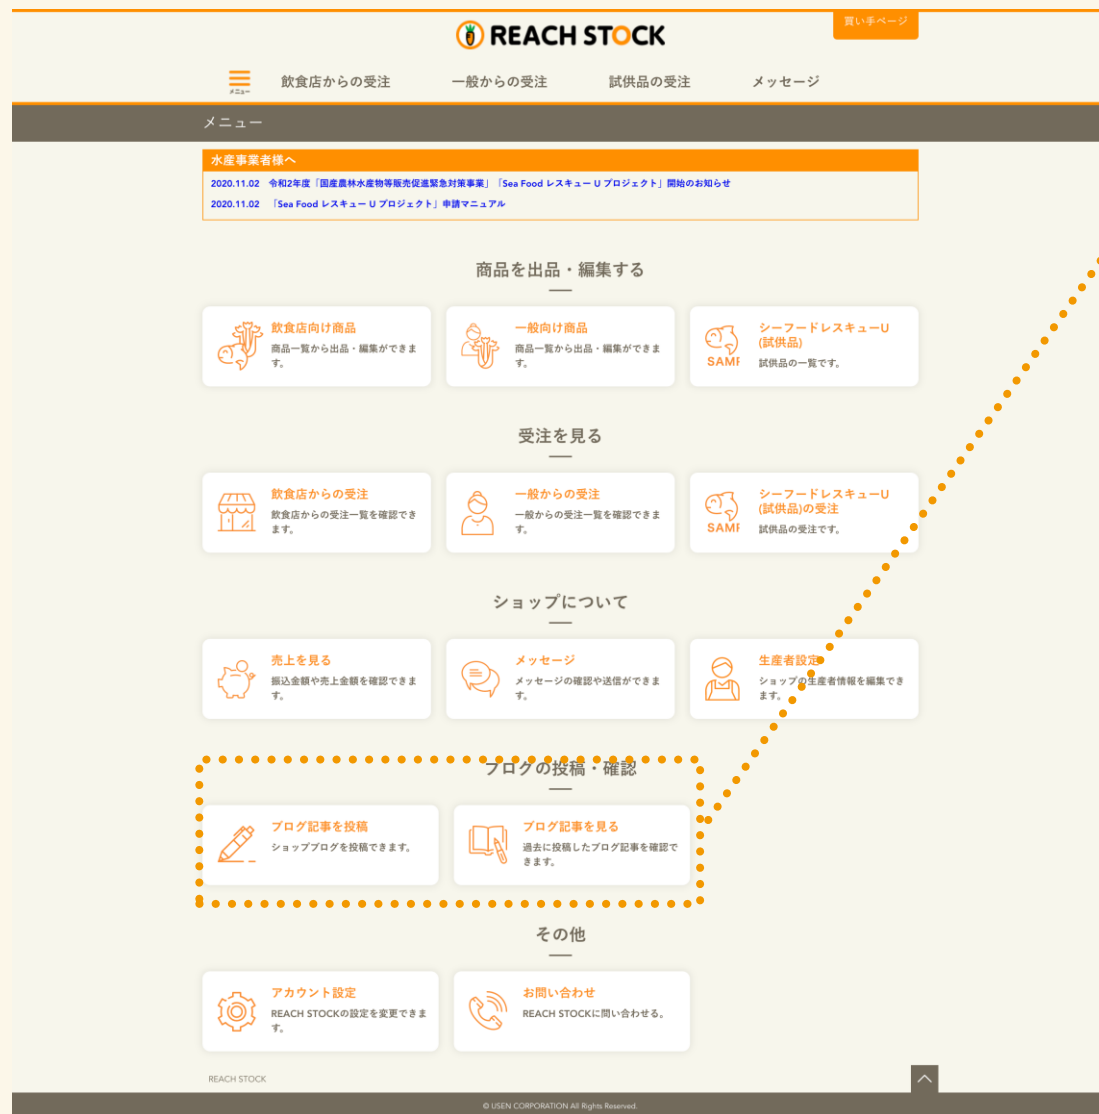 買い手ページ
REACH STOCK
メニュー
飲食店からの受注
一般からの受注
試供品の受注
メッセージ
メニュー
水産事業者様へ
2020.11.02 令和2年度「国産農林水産物等販売促進緊急対策事業」「Sea Food レスキュー U プロジェクト」開始のお知らせ
2020.11.02 「Sea Food レスキュー U プロジェクト」申請マニュアル
商品を出品・編集する
飲食店向け商品
商品一覧から出品・編集ができま
す。
一般向け商品
商品一覧から出品・編集ができま
す。
SAMF
シーフードレスキューU
(試供品)
試供品の一覧です。
受注を見る
飲食店からの受注
飲食店からの受注一覧を確認でき
ます。
一般からの受注
一般からの受注一覧を確認できま
す。
SAMF
シーフードレスキューU
(試供品)の受注
試供品の受注です。
ショップについて
売上を見る
振込金額や売上金額を確認できま
す。
メッセージ
メッセージの確認や送信ができま
す。
生産者設定
ショップの生産者情報を編集でき
ます。
ブログの投稿・確認
ブログ記事を投稿
ショップブログを投稿できます。
ブログ記事を見る
過去に投稿したブログ記事を確認で
きます。
その他
アカウント設定
REACH STOCKの設定を変更できま
す。
お問い合わせ
REACH STOCKに問い合わせる。
REACH STOCK
© USEN CORPORATION All Rights Reserved.